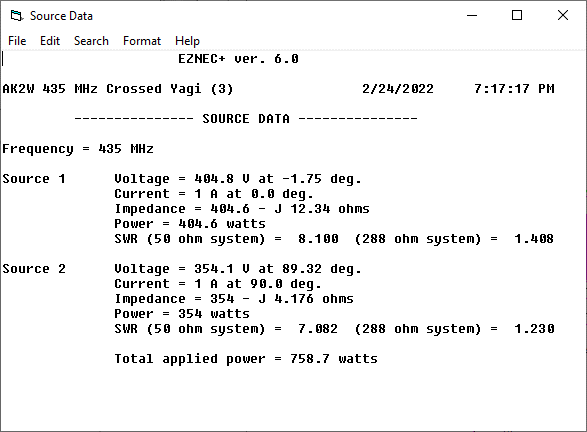 Source Data
File Edit Search Format Help
EZNEC+ ver. 6.0
AK2W 435 MHz Crossed Yagi (3) 2/24/2022 7:17:17 PM
--------------- SOURCE DATA ---------------
Frequency = 435 MHz
Source 1 Voltage = 404.8 V at -1.75 deg.
Current = 1 A at 0.0 deg.
Impedance = 404.6 - J 12.34 ohms
Power = 404.6 watts
SWR (50 ohm system) = 8.100 (288 ohm system) = 1.408
Source 2 Voltage = 354.1 V at 89.32 deg.
Current = 1 A at 90.0 deg.
Impedance = 354 - J 4.176 ohms
Power = 354 watts
SWR (50 ohm system) = 7.082 (288 ohm system) = 1.230
Total applied power = 758.7 watts